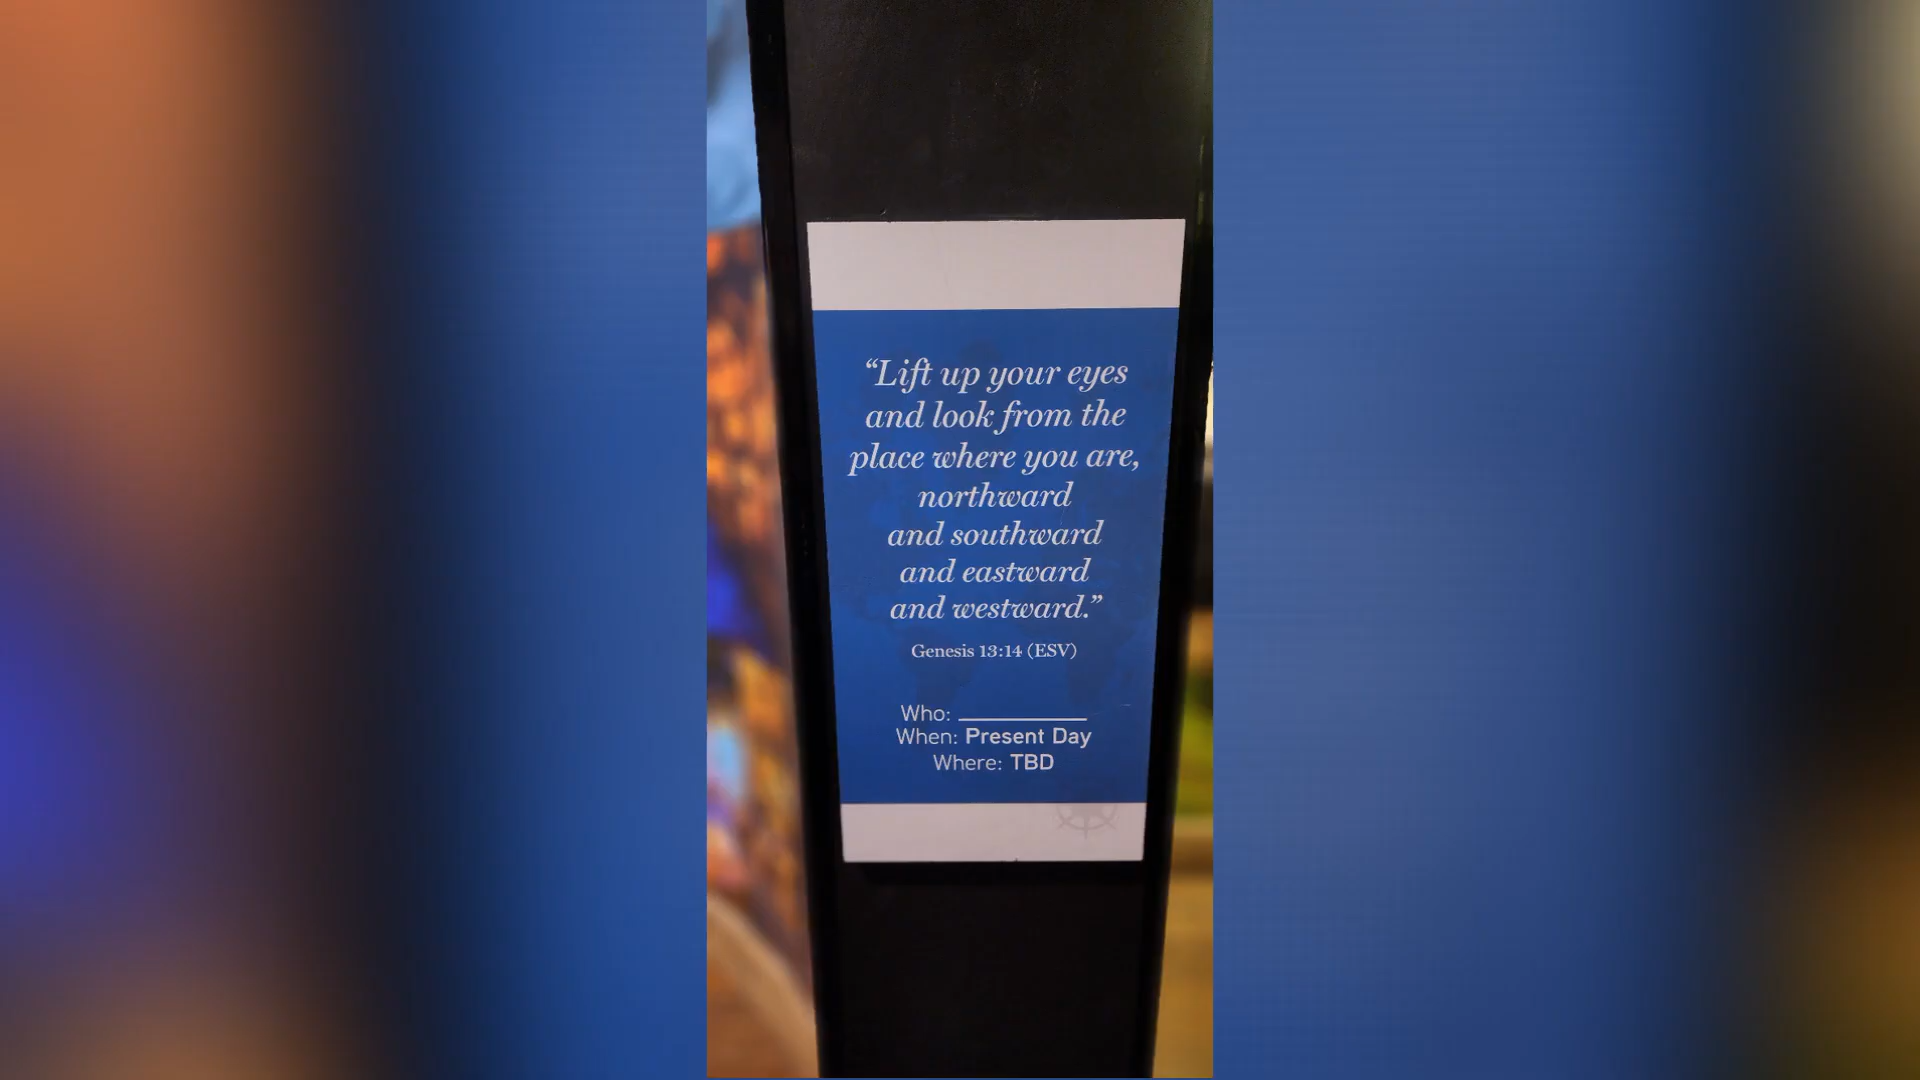 “Lift up your eyes
and look from the
place where you are,
northward
and southward
and eastward
and westward.”
Genesis 13:14 (ESV)
Who: __________
When: Present Day
Where: TBD